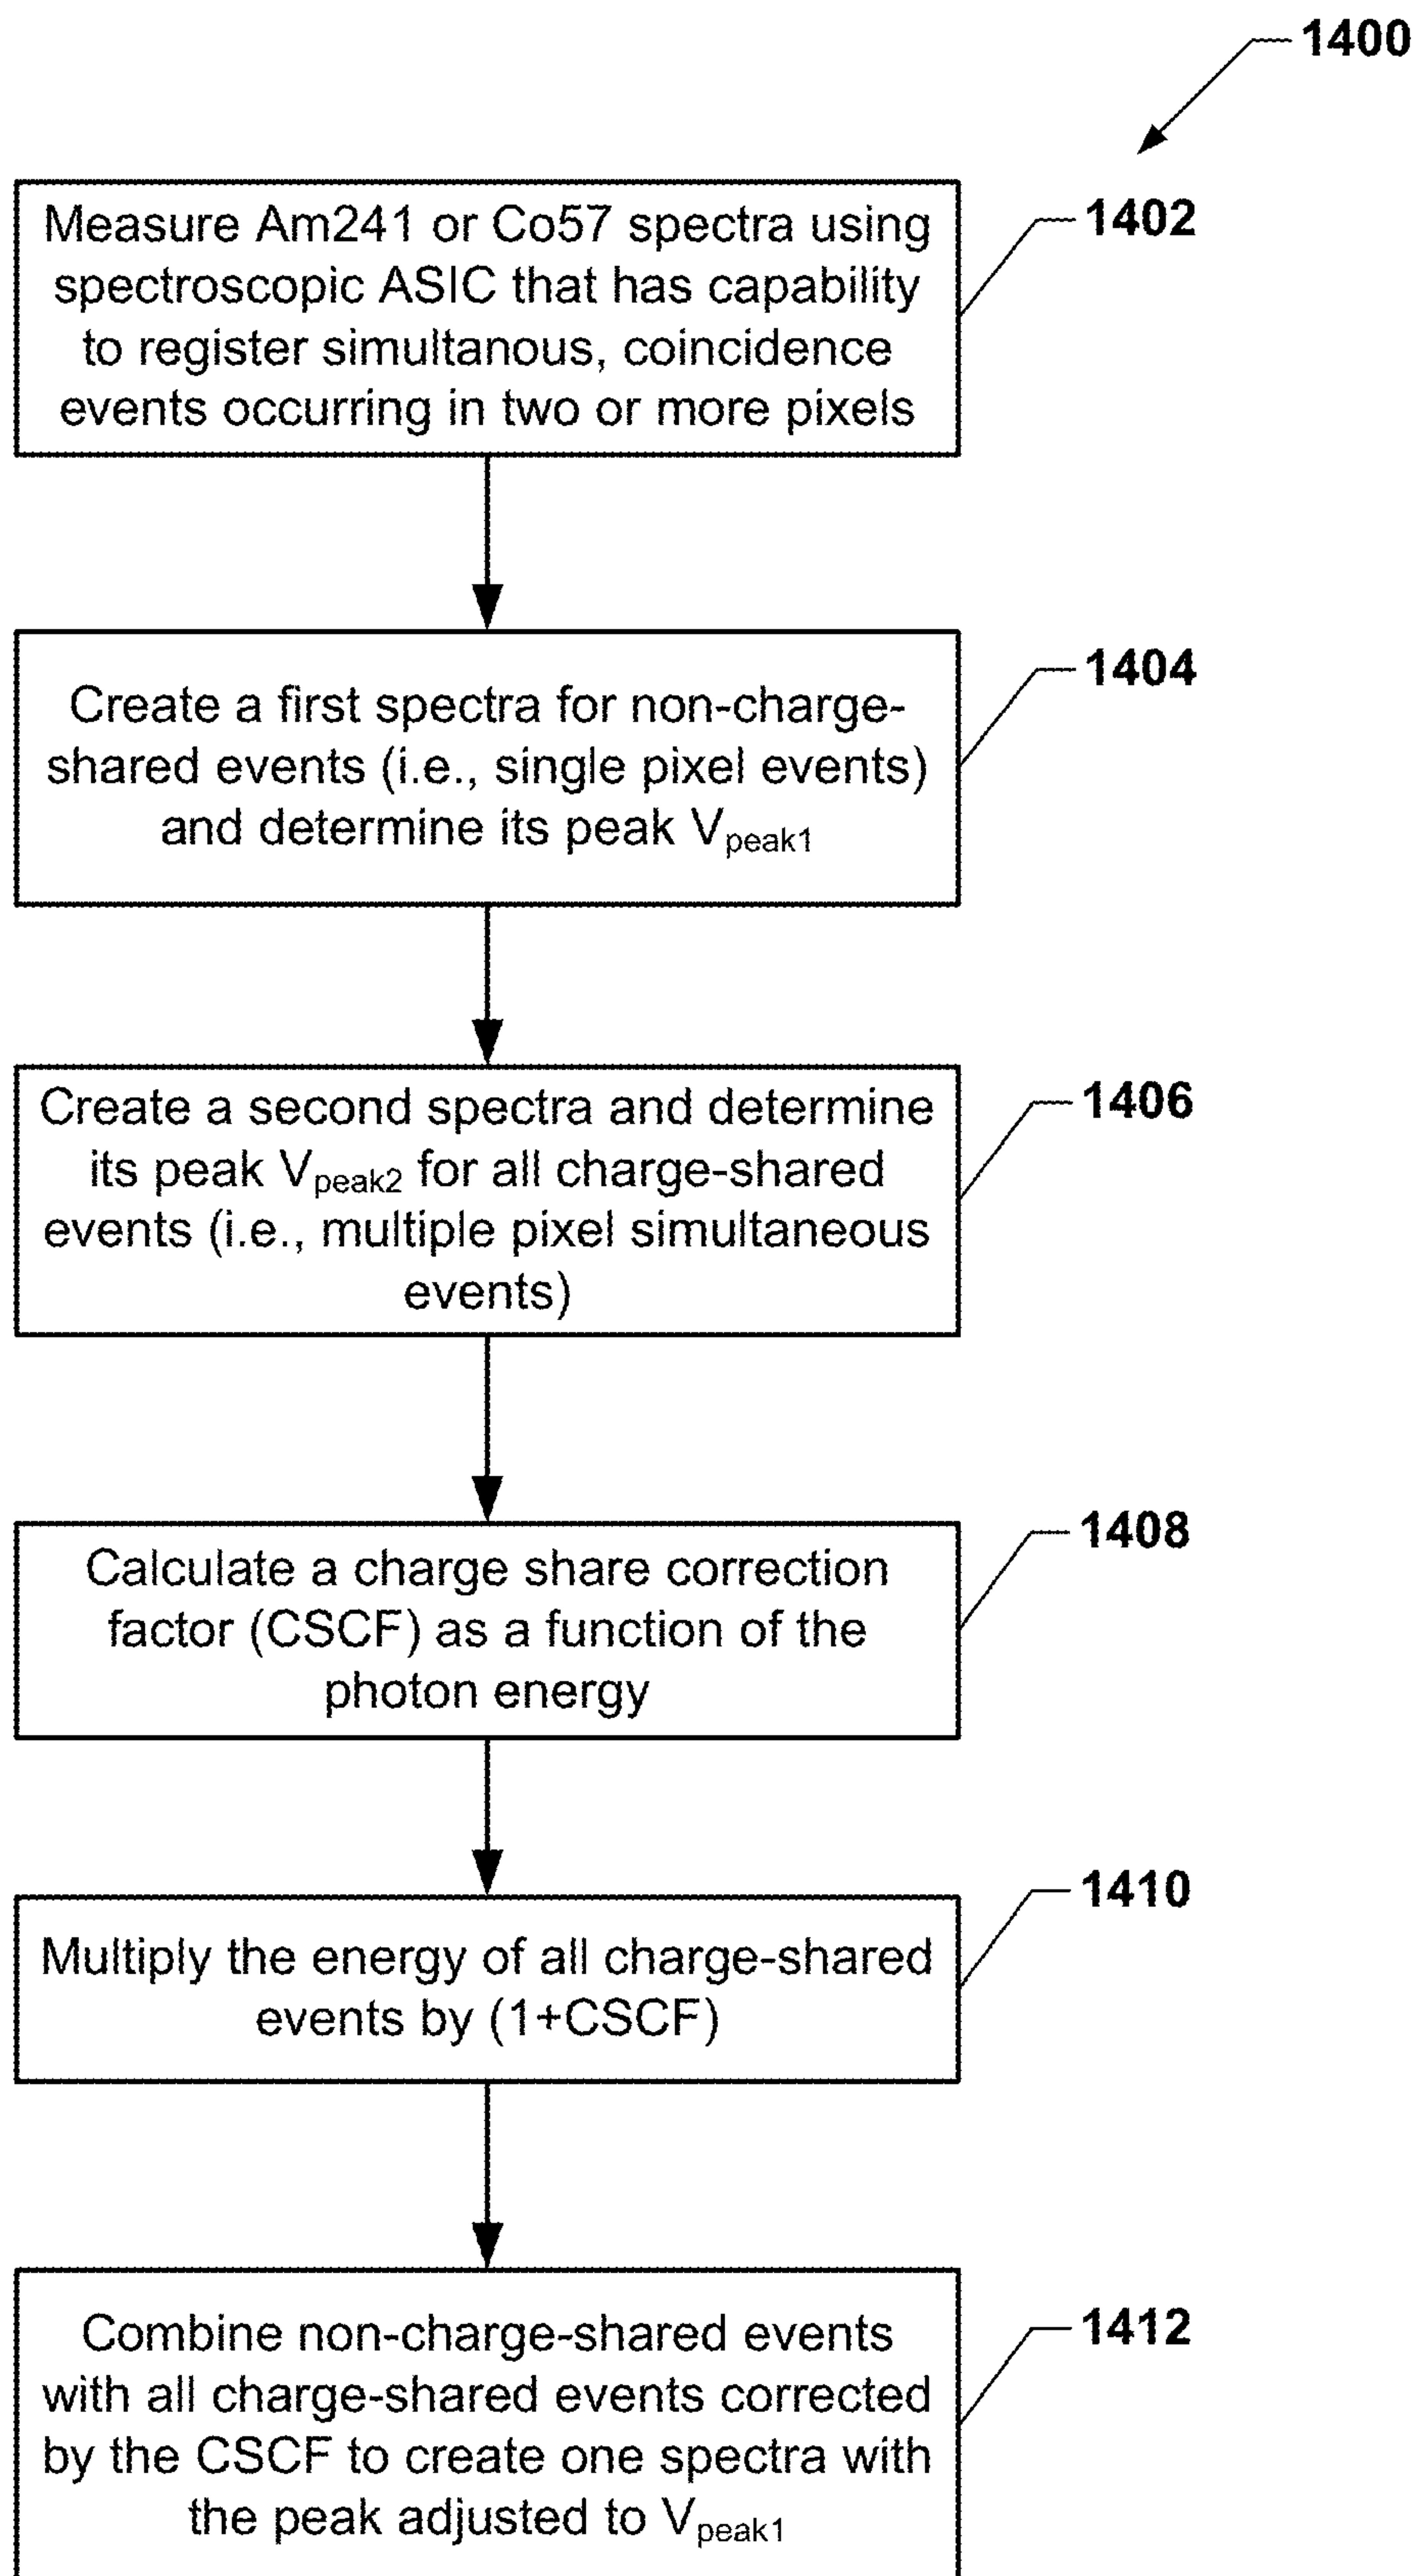 1400
Measure Am241 or Co57 spectra using
spectroscopic ASIC that has capability
to register simultanous, coincidence
events occurring in two or more pixels
1402
Create a first spectra for non-charge-
shared events (i.e., single pixel events)
and determine its peak Vpeak1
1404
Create a second spectra and determine
its peak Vpeak2 for all charge-shared
events (i.e., multiple pixel simultaneous
events)
1406
Calculate a charge share correction
factor (CSCF) as a function of the
photon energy
1408
Multiply the energy of all charge-shared
events by (1+CSCF)
1410
Combine non-charge-shared events
with all charge-shared events corrected
by the CSCF to create one spectra with
the peak adjusted to Vpeak1
1412